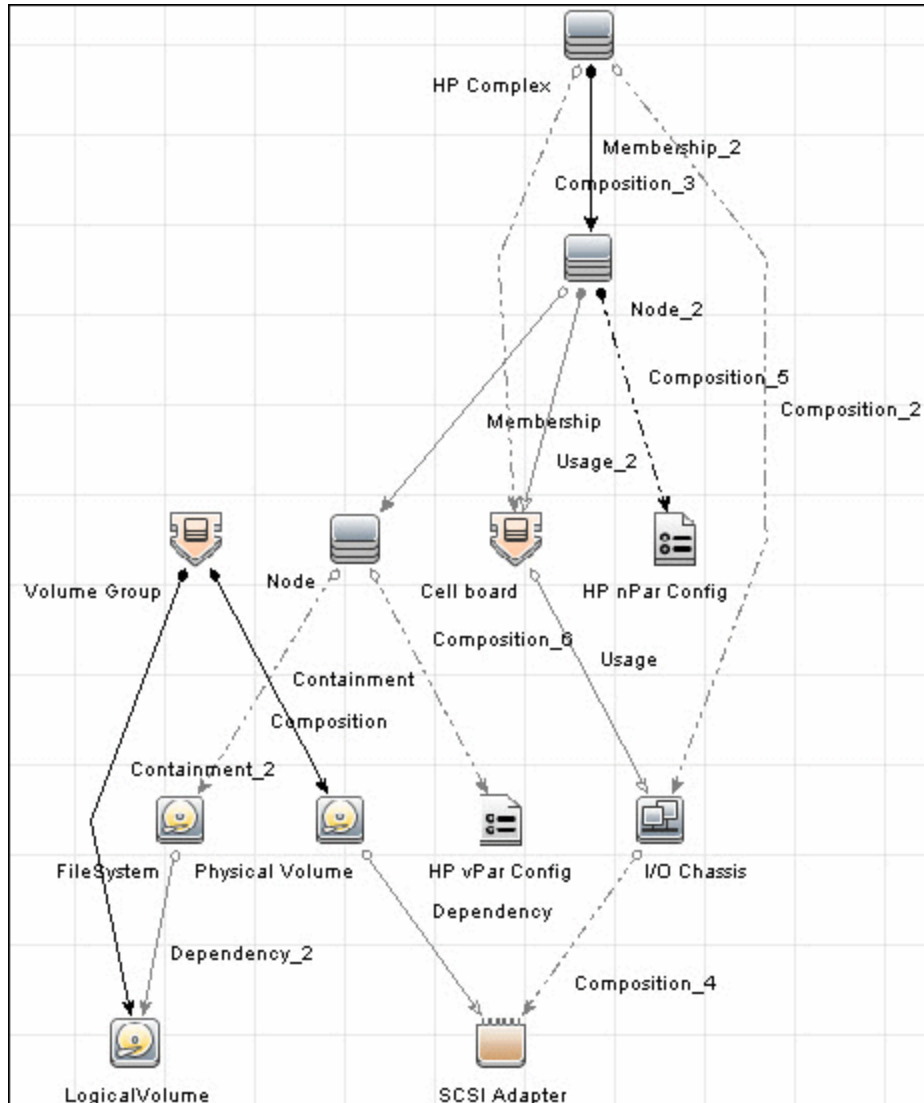 HP Complex
Membership_2
Composition_3
Node_2
Composition_5
Composition_2
Membership
Usage_2
Volume Group
Node
Cell board
HP nPar Config
Composition_6
Usage
Containment
Composition
Containment_2
FileSystem
Physical Volume
HP vPar Config
I/O Chassis
Dependency
Dependency_2
Composition_4
LogicalVolume
SCSI Adapter